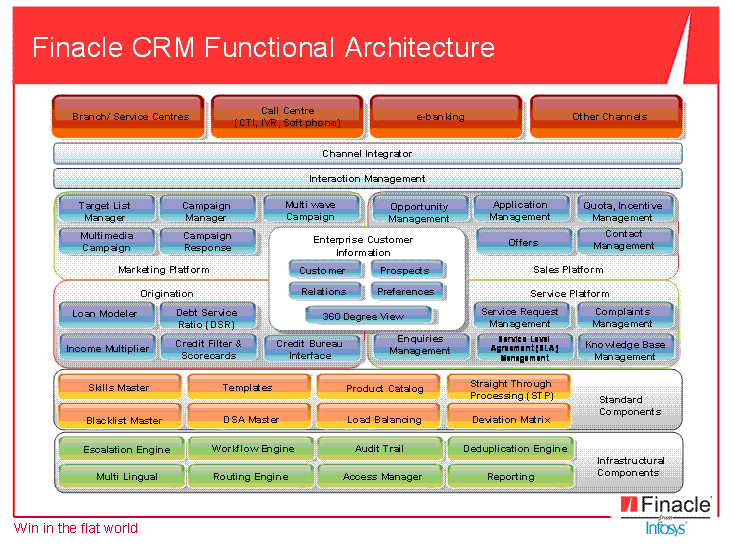 Finacle CRM Functional Architecture
Branch/ Service Centres
Call Centre
(CTI, IVR, Soft phone)
e-banking
Other Channels
Channel Integrator
Interaction Management
Target List
Manager
Campaign
Manager
Multi wave
Campaign
Opportunity
Management
Application
Management
Quota, Incentive
Management
Multimedia
Campaign
Campaign
Response
Offers
Contact
Management
Marketing Platform
Sales Platform
Enterprise Customer
Information
Customer
Prospects
Relations
Preferences
360 Degree View
Origination
Service Platform
Loan Modeler
Debt Service
Ratio (DSR)
Service Request
Management
Complaints
Management
Income Multiplier
Credit Filter &
Scorecards
Credit Bureau
Interface
Enquiries
Management
Service Level
Agreement(SLA)
Management
Knowledge Base
Management
Skills Master
Templates
Product Catalog
Straight Through
Processing (STP)
Blacklist Master
DSA Master
Load Balancing
Deviation Matrix
Standard
Components
Escalation Engine
Workflow Engine
Audit Trail
Deduplication Engine
Multi Lingual
Routing Engine
Access Manager
Reporting
Infrastructural
Components
Finacle
from
Infosys
Win in the flat world